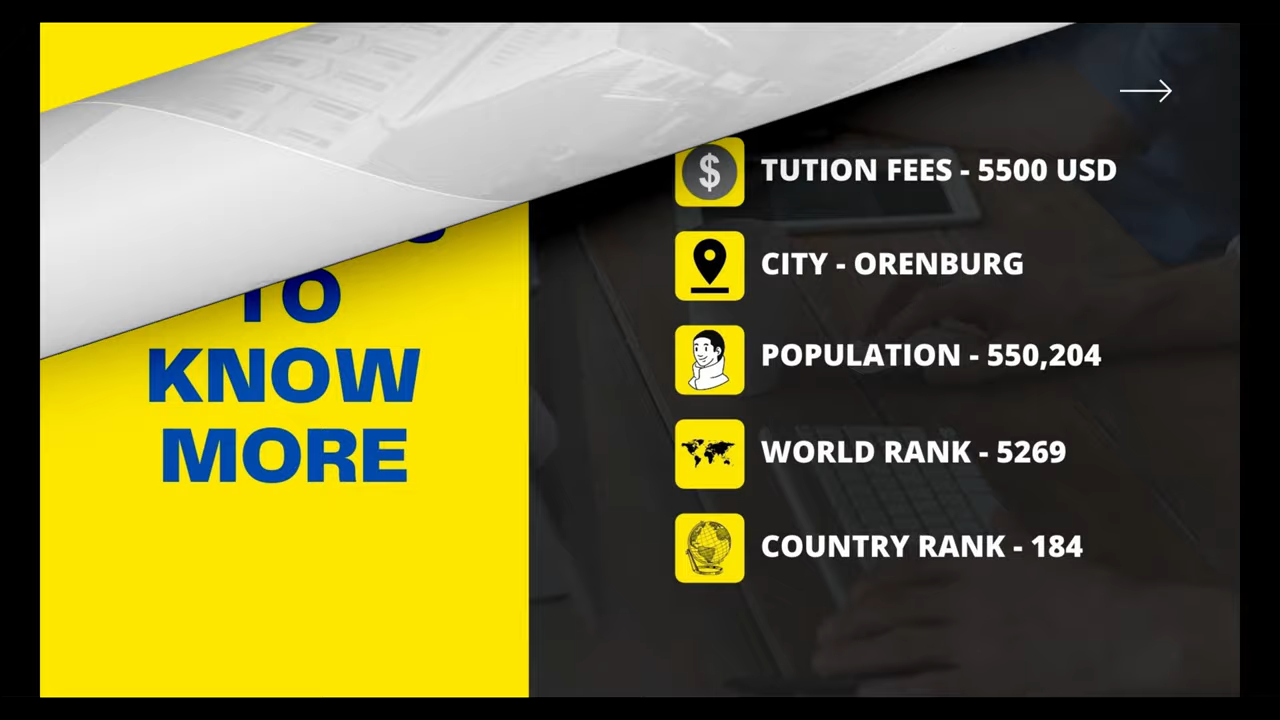 TO
KNOW
MORE
TUTION FEES - 5500 USD
CITY - ORENBURG
POPULATION - 550,204
WORLD RANK - 5269
COUNTRY RANK - 184